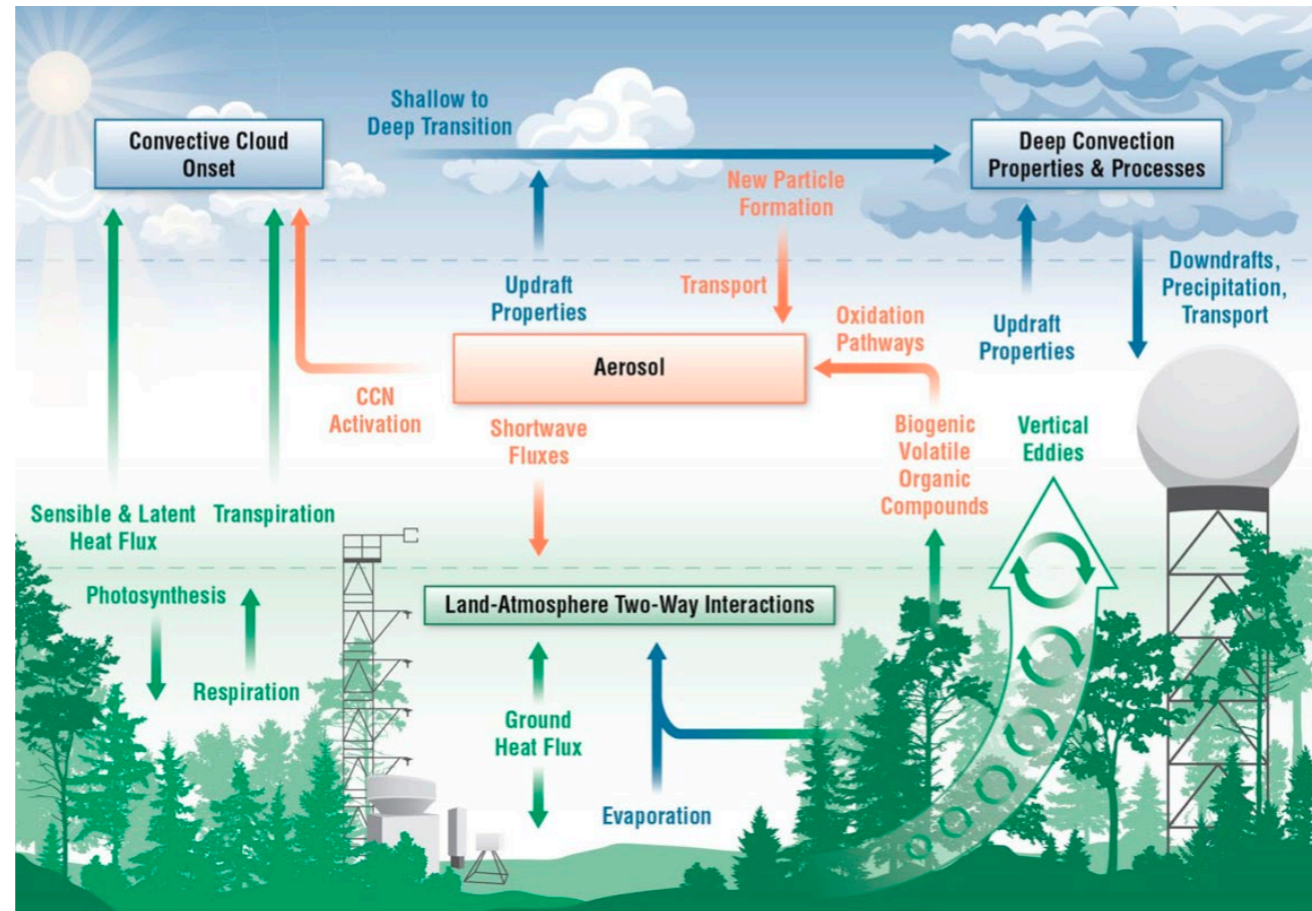 Shallow to
Deep Transition
Convective Cloud
Onset
Deep Convection
Properties & Processes
New Particle
Formation
Downdrafts,
Precipitation,
Transport
Updraft
Properties
Transport
Oxidation
Pathways
Updraft
Properties
Aerosol
CCN
Activation
Shortwave
Fluxes
Biogenic
Volatile
Organic
Compounds
Vertical
Eddies
Sensible & Latent
Heat Flux
Transpiration
Photosynthesis
Land-Atmosphere Two-Way Interactions
Respiration
Ground
Heat Flux
Evaporation